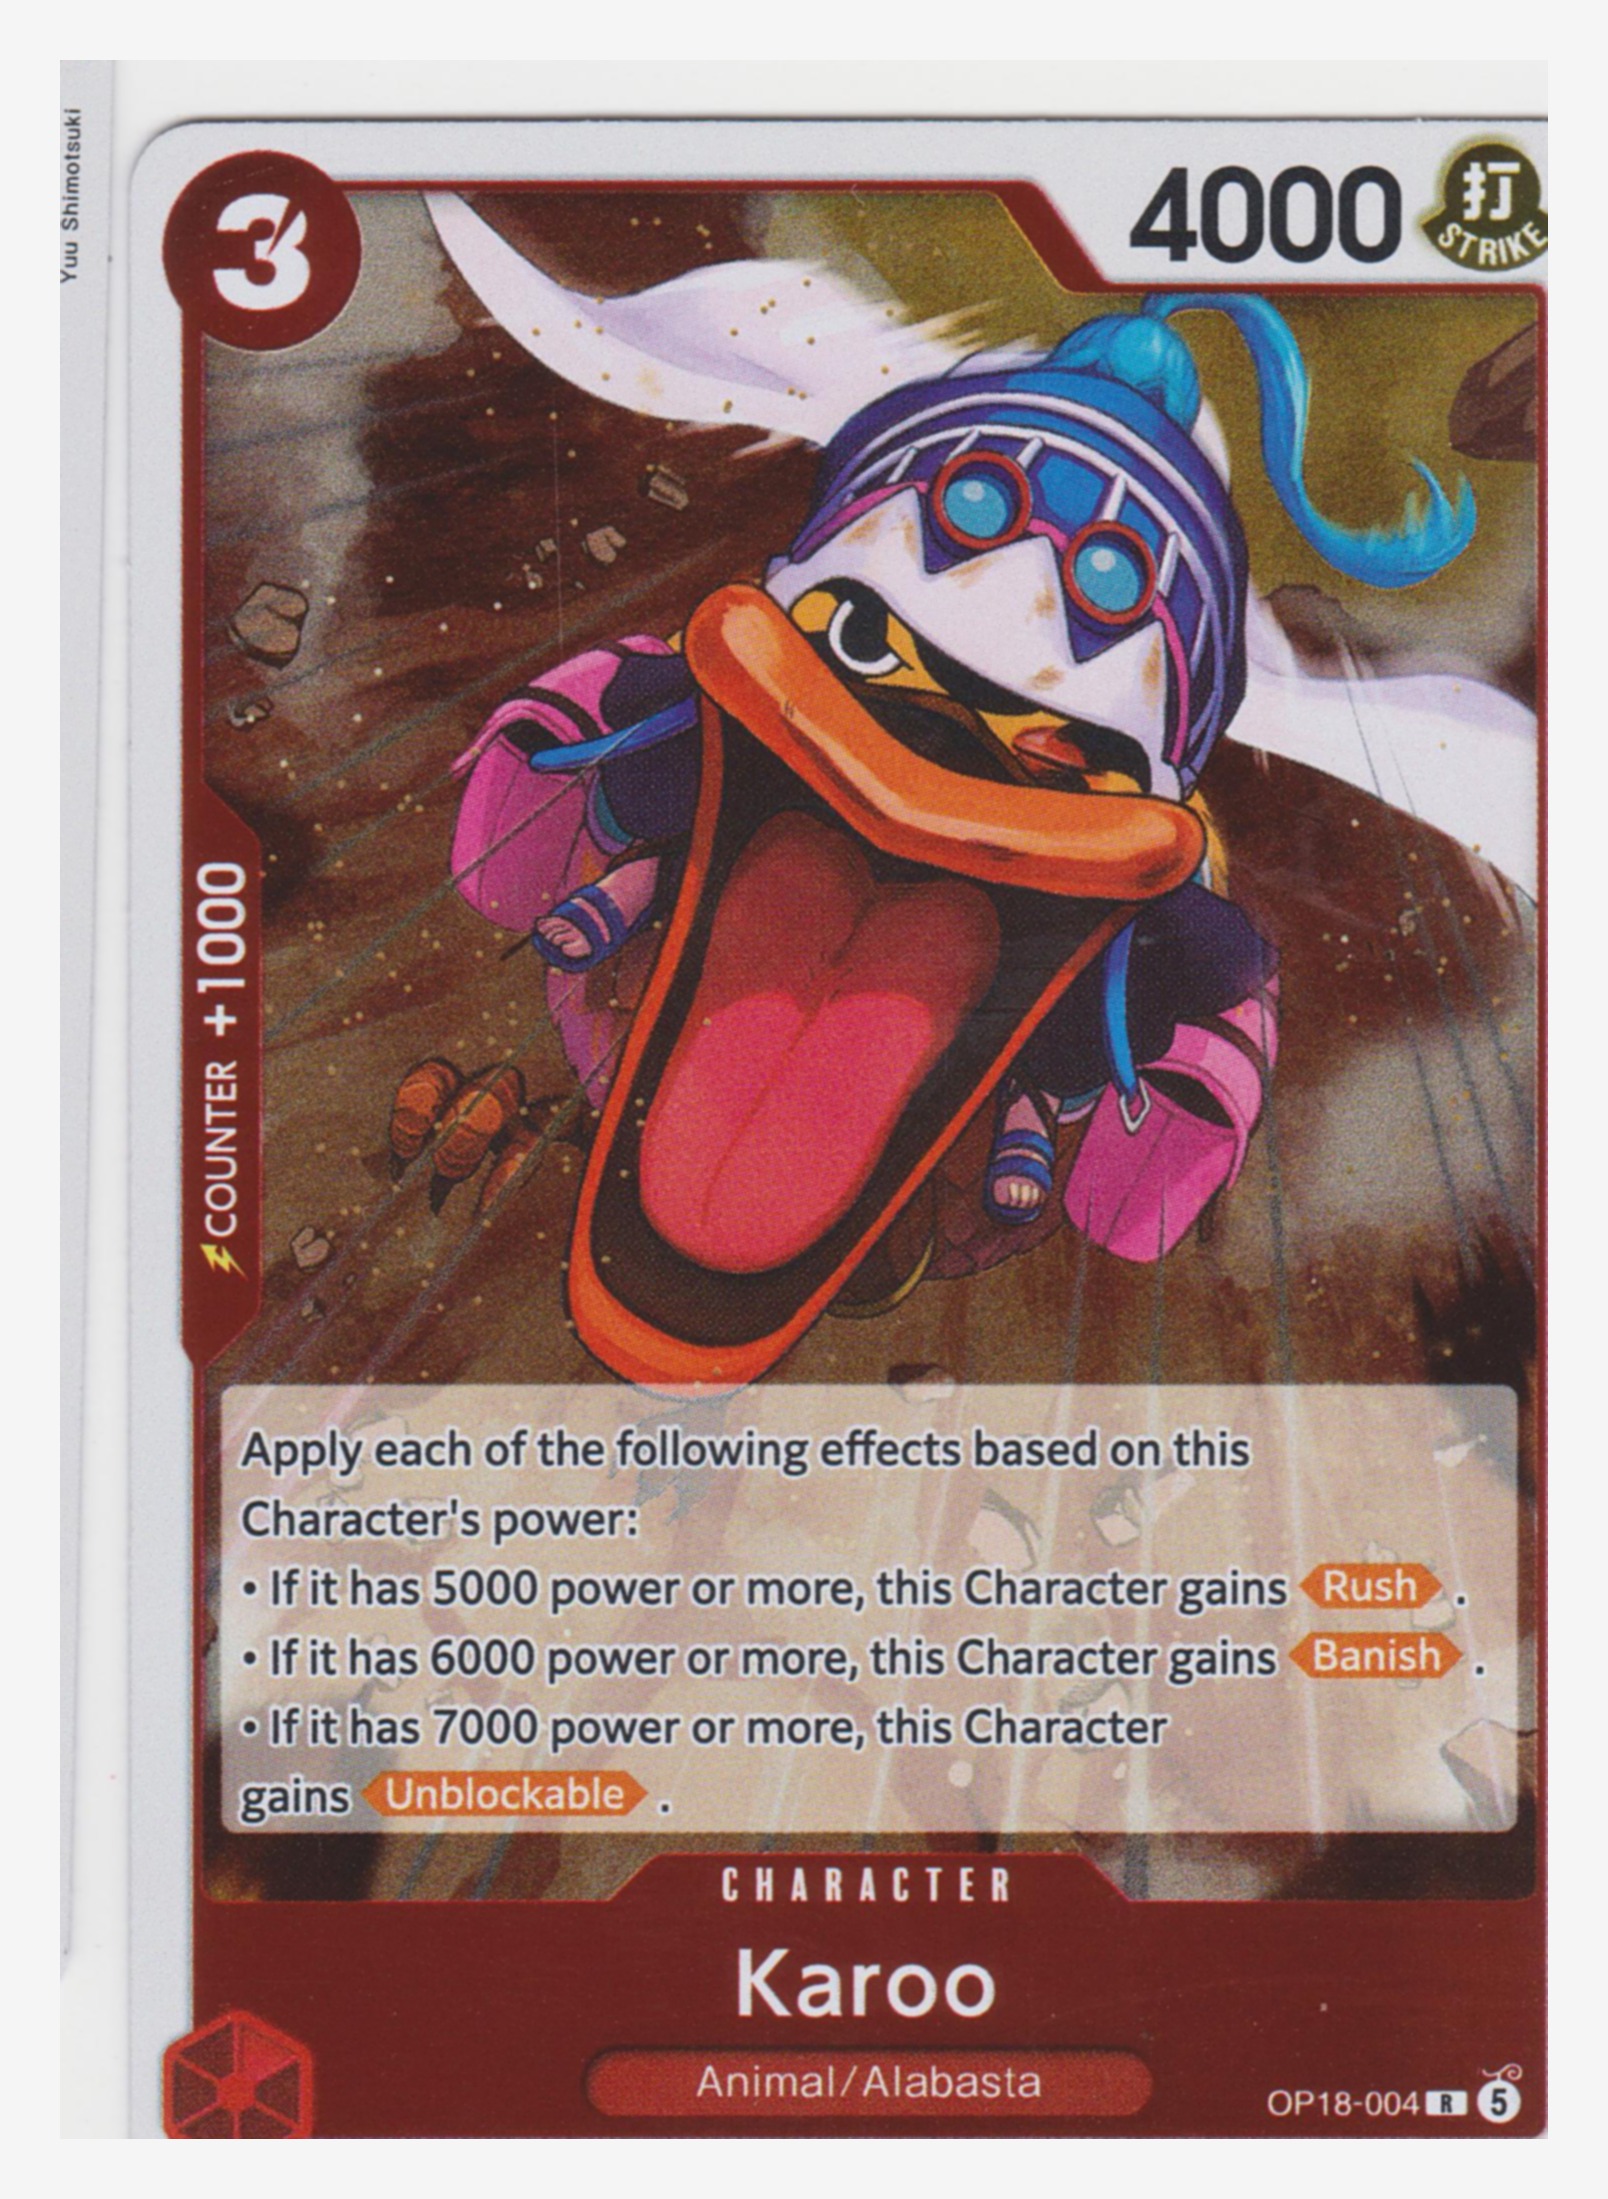 Yuu Shimotsuki
3
4000
打
STRIKE
COUNTER +1000
Apply each of the following effects based on this
Character's power:
• If it has 5000 power or more, this Character gains Rush .
• If it has 6000 power or more, this Character gains Banish .
• If it has 7000 power or more, this Character
gains Unblockable .
CHARACTER
Karoo
Animal/Alabasta
OP18-004 R 5